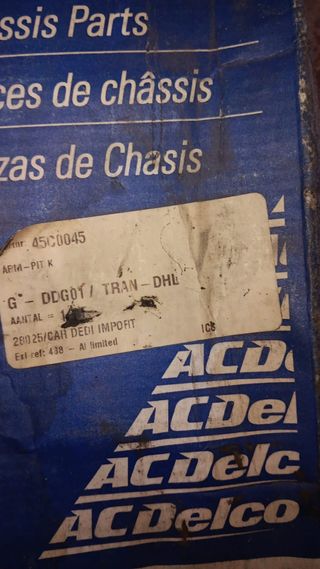 ssis Parts
ces de châssis
zas de Chasis
mr: 45C0045
ARM-PIT K
G - DDG01 / TRAN-DHL
AANTAL =
28025/CAR DEDI IMPORT
ICS
Ext ref: 438 - Al limited
ACDe
ACDel
ACDelc
ACDelco